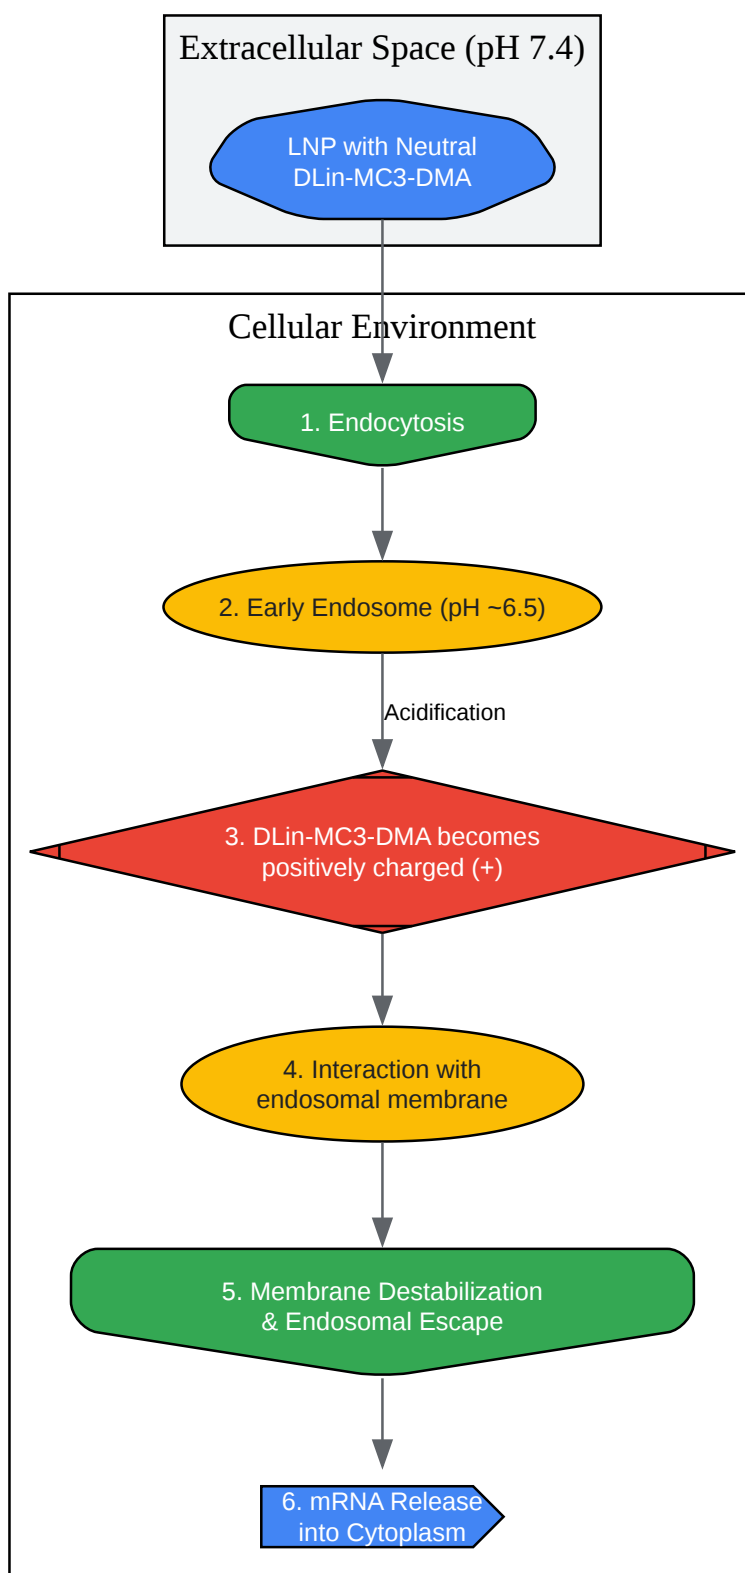 Extracellular Space (pH 7.4)
LNP with Neutral
DLin-MC3-DMA
Cellular Environment
1. Endocytosis
2. Early Endosome (pH ~6.5)
Acidification
3. DLin-MC3-DMA becomes
positively charged (+)
4. Interaction with
endosomal membrane
5. Membrane Destabilization
& Endosomal Escape
6. mRNA Release
into Cytoplasm